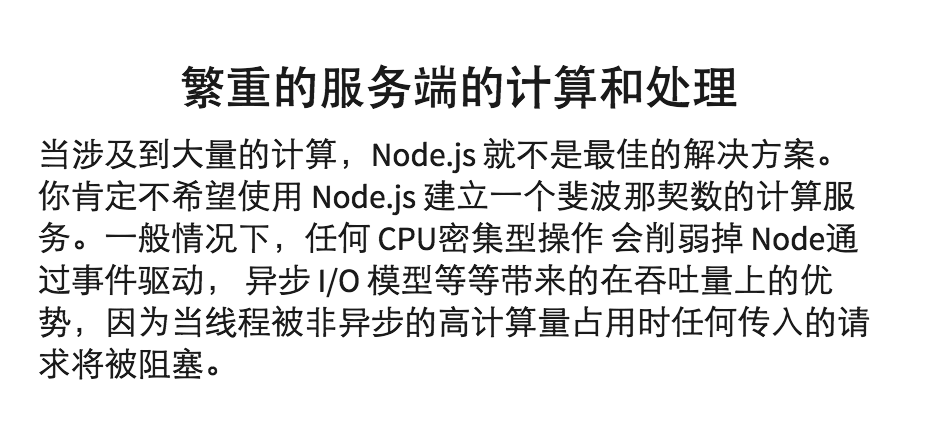 繁重的服务端的计算和处理
当涉及到大量的计算，Node.js 就不是最佳的解决方案。
你肯定不希望使用 Node.js 建立一个斐波那契数的计算服
务。一般情况下，任何 CPU密集型操作 会削弱掉 Node通
过事件驱动， 异步 I/O 模型等等带来的在吞吐量上的优
势，因为当线程被非异步的高计算量占用时任何传入的请
求将被阻塞。